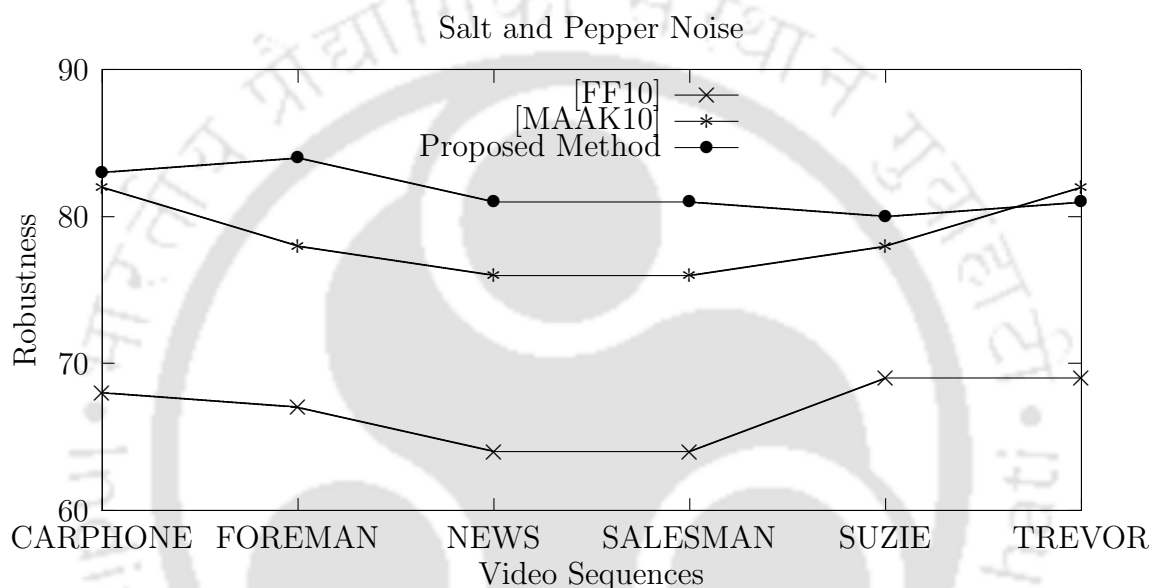 Salt and Pepper Noise
90
80
70
60
Robustness
[FF10]
[MAAK10]
Proposed Method
CARPHONE FOREMAN NEWS SALESMAN SUZIE TREVOR
Video Sequences